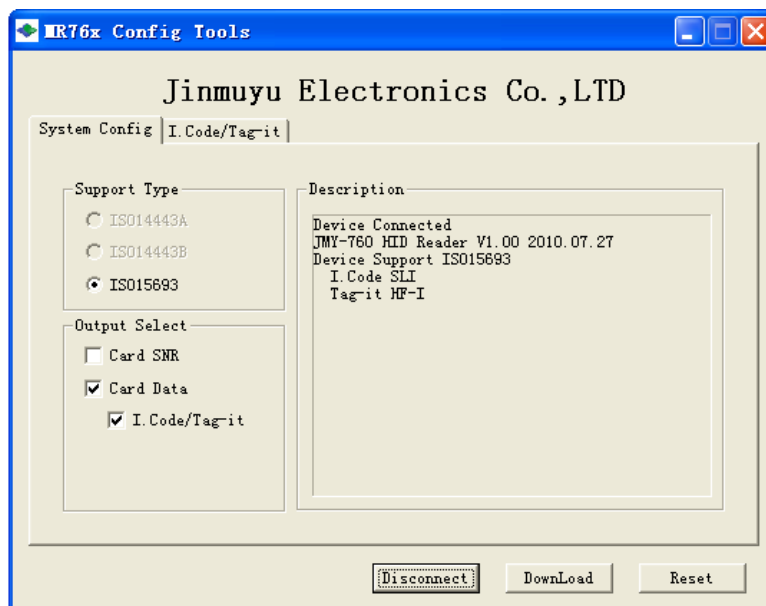 MR76x Config Tools
Jinmuyu Electronics Co.,LTD
System Config
I.Code/Tag-it
Support Type
ISO14443A
ISO14443B
ISO15693
Output Select
Card SNR
Card Data
I.Code/Tag-it
Description
Device Connected
JMY-760 HID Reader V1.00 2010.07.27
Device Support ISO15693
I.Code SLI
Tag-it HF-I
Disconnect
DownLoad
Reset